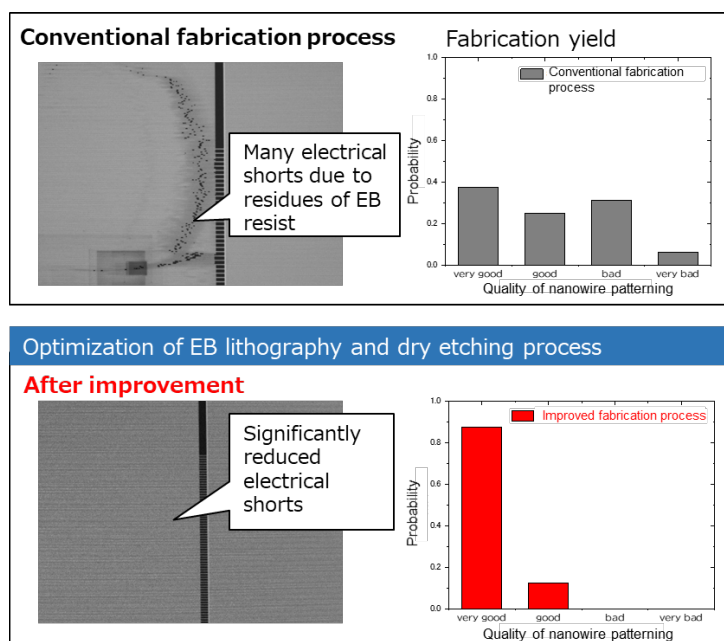 Conventional fabrication process
Many electrical
shorts due to
residues of EB
resist
Fabrication yield
Conventional fabrication
process
1.0
0.8
0.6
0.4
0.2
0.0
Probability
very good good bad very bad
Quality of nanowire patterning
Optimization of EB lithography and dry etching process
After improvement
Significantly
reduced
electrical
shorts
Improved fabrication process
1.0
0.8
0.6
0.4
0.2
0.0
Probability
very good good bad very bad
Quality of nanowire patterning